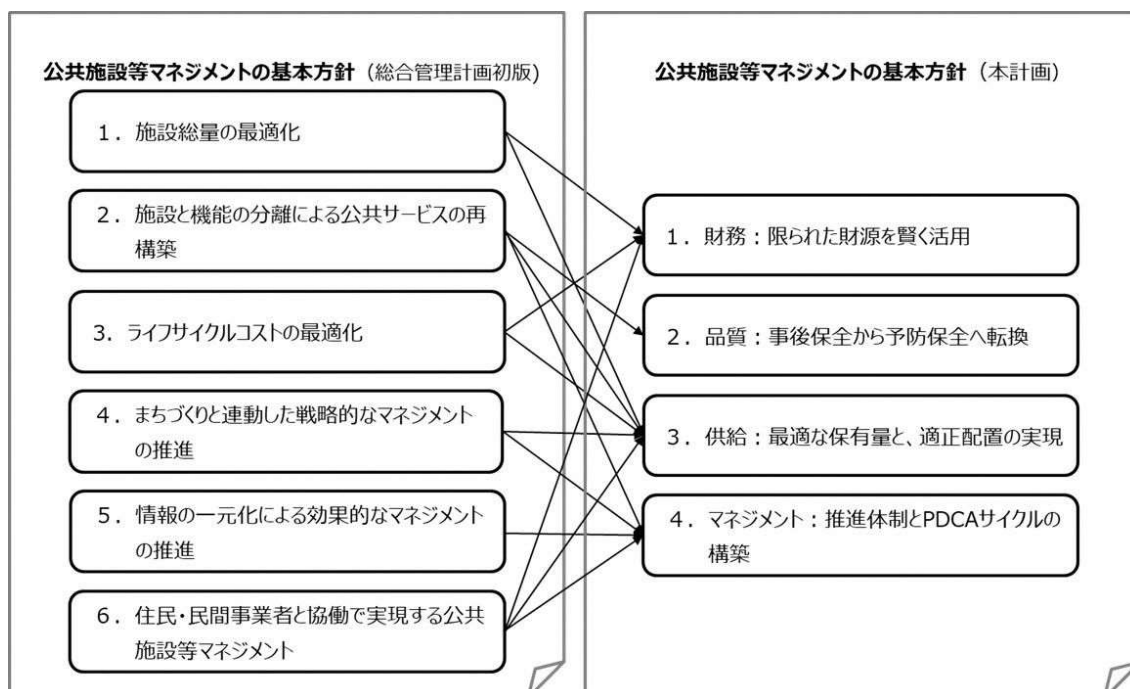 公共施設等マネジメントの基本方針（総合管理計画初版）
１．施設総量の最適化
２．施設と機能の分離による公共サービスの再
構築
３．ライフサイクルコストの最適化
４．まちづくりと連動した戦略的なマネジメント
の推進
５．情報の一元化による効果的なマネジメント
の推進
６．住民・民間事業者と協働で実現する公共
施設等マネジメント
公共施設等マネジメントの基本方針（本計画）
１．財務：限られた財源を賢く活用
２．品質：事後保全から予防保全へ転換
３．供給：最適な保有量と、適正配置の実現
４．マネジメント：推進体制とPDCAサイクルの
構築